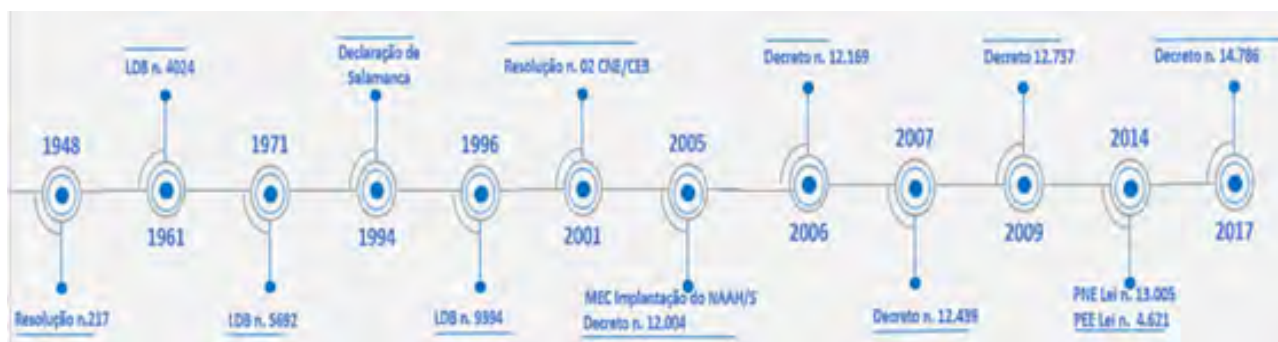 LDB n. 4024
Declaração de
Salamanca
Resolução n. 02 CNE/CEB
Decreto n. 12.169
Decreto 12.737
Decreto n. 14.786
1948
1971
1996
2005
2007
2014
1961
1994
2001
2006
2009
2017
Resolução n.217
LDB n. 5692
LDB n. 9394
MEC Implantação do NAAH/S
Decreto n. 12.004
Decreto n. 12.439
PNE Lei n. 13.005
PEE Lei n. 4.621